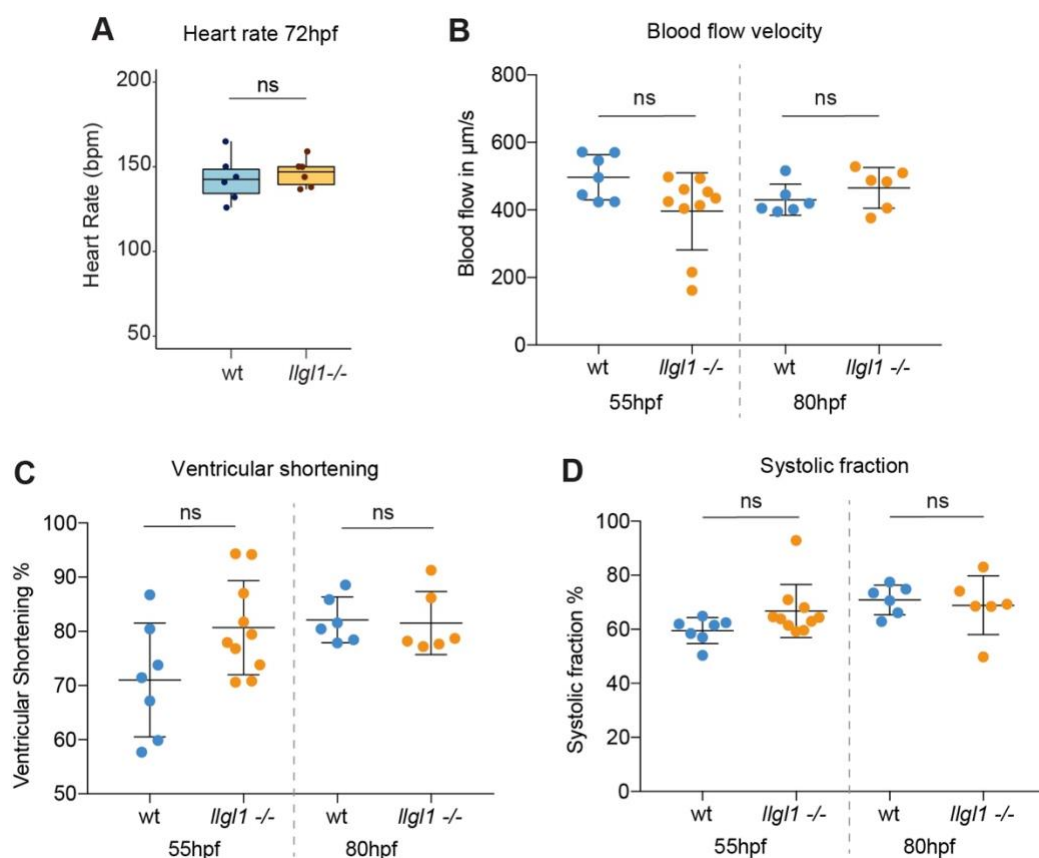 A
Heart rate 72hpf
ns
200
150
100
50
Heart Rate (bpm)
wt
llgl1-/-
B
Blood flow velocity
ns
ns
800
600
400
200
0
Blood flow in µm/s
wt
llgl1 -/-
wt
llgl1 -/-
55hpf
80hpf
C
Ventricular shortening
ns
ns
100
90
80
70
60
50
Ventricular Shortening %
wt
llgl1 -/-
wt
llgl1 -/-
55hpf
80hpf
D
Systolic fraction
ns
ns
100
80
60
40
20
0
Systolic fraction %
wt
llgl1 -/-
wt
llgl1 -/-
55hpf
80hpf